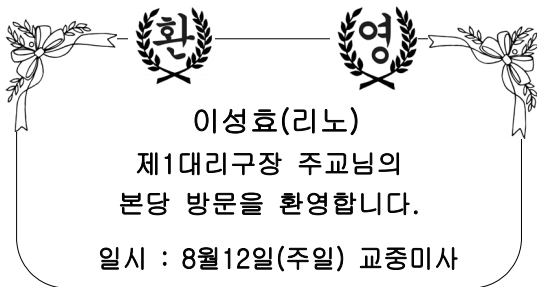 환 영
이성효(리노)
제1대리구장 주교님의
본당 방문을 환영합니다.
일시 : 8월12일(주일) 교중미사